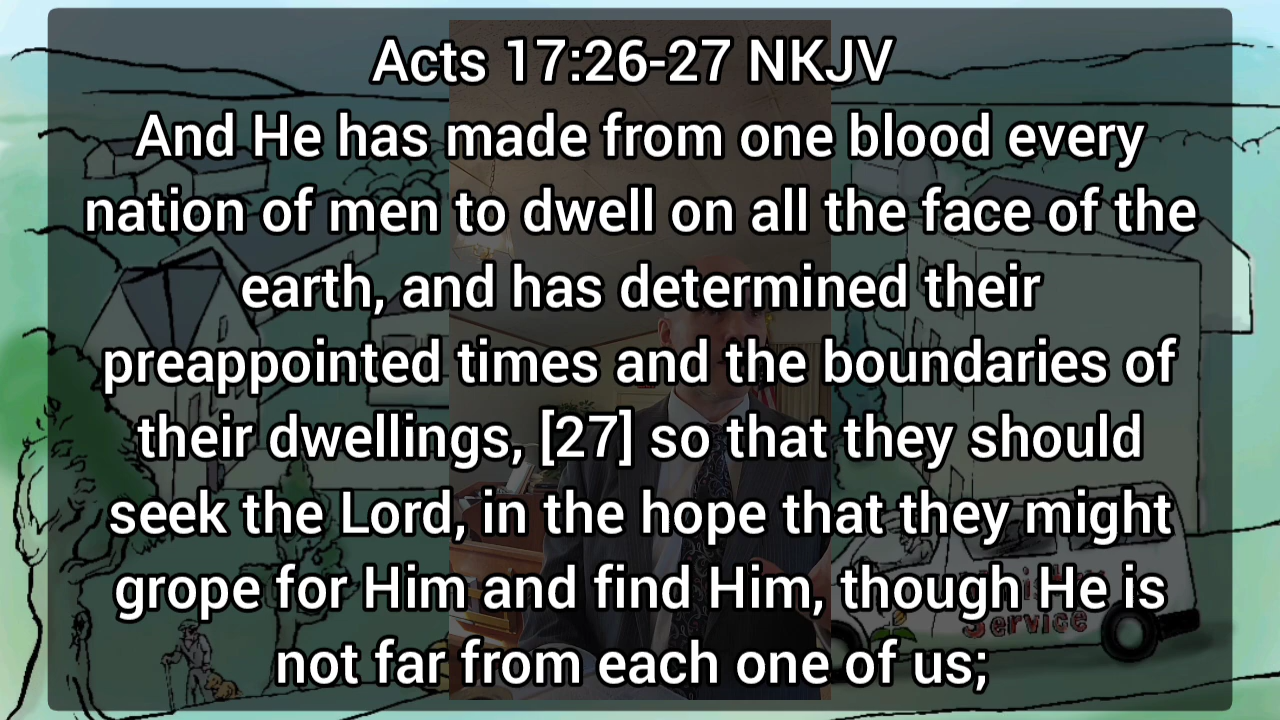 Acts 17:26-27 NKJV
And He has made from one blood every
nation of men to dwell on all the face of the
earth, and has determined their
preappointed times and the boundaries of
their dwellings, [27] so that they should
seek the Lord, in the hope that they might
grope for Him and find Him, though He is
not far from each one of us;
Service